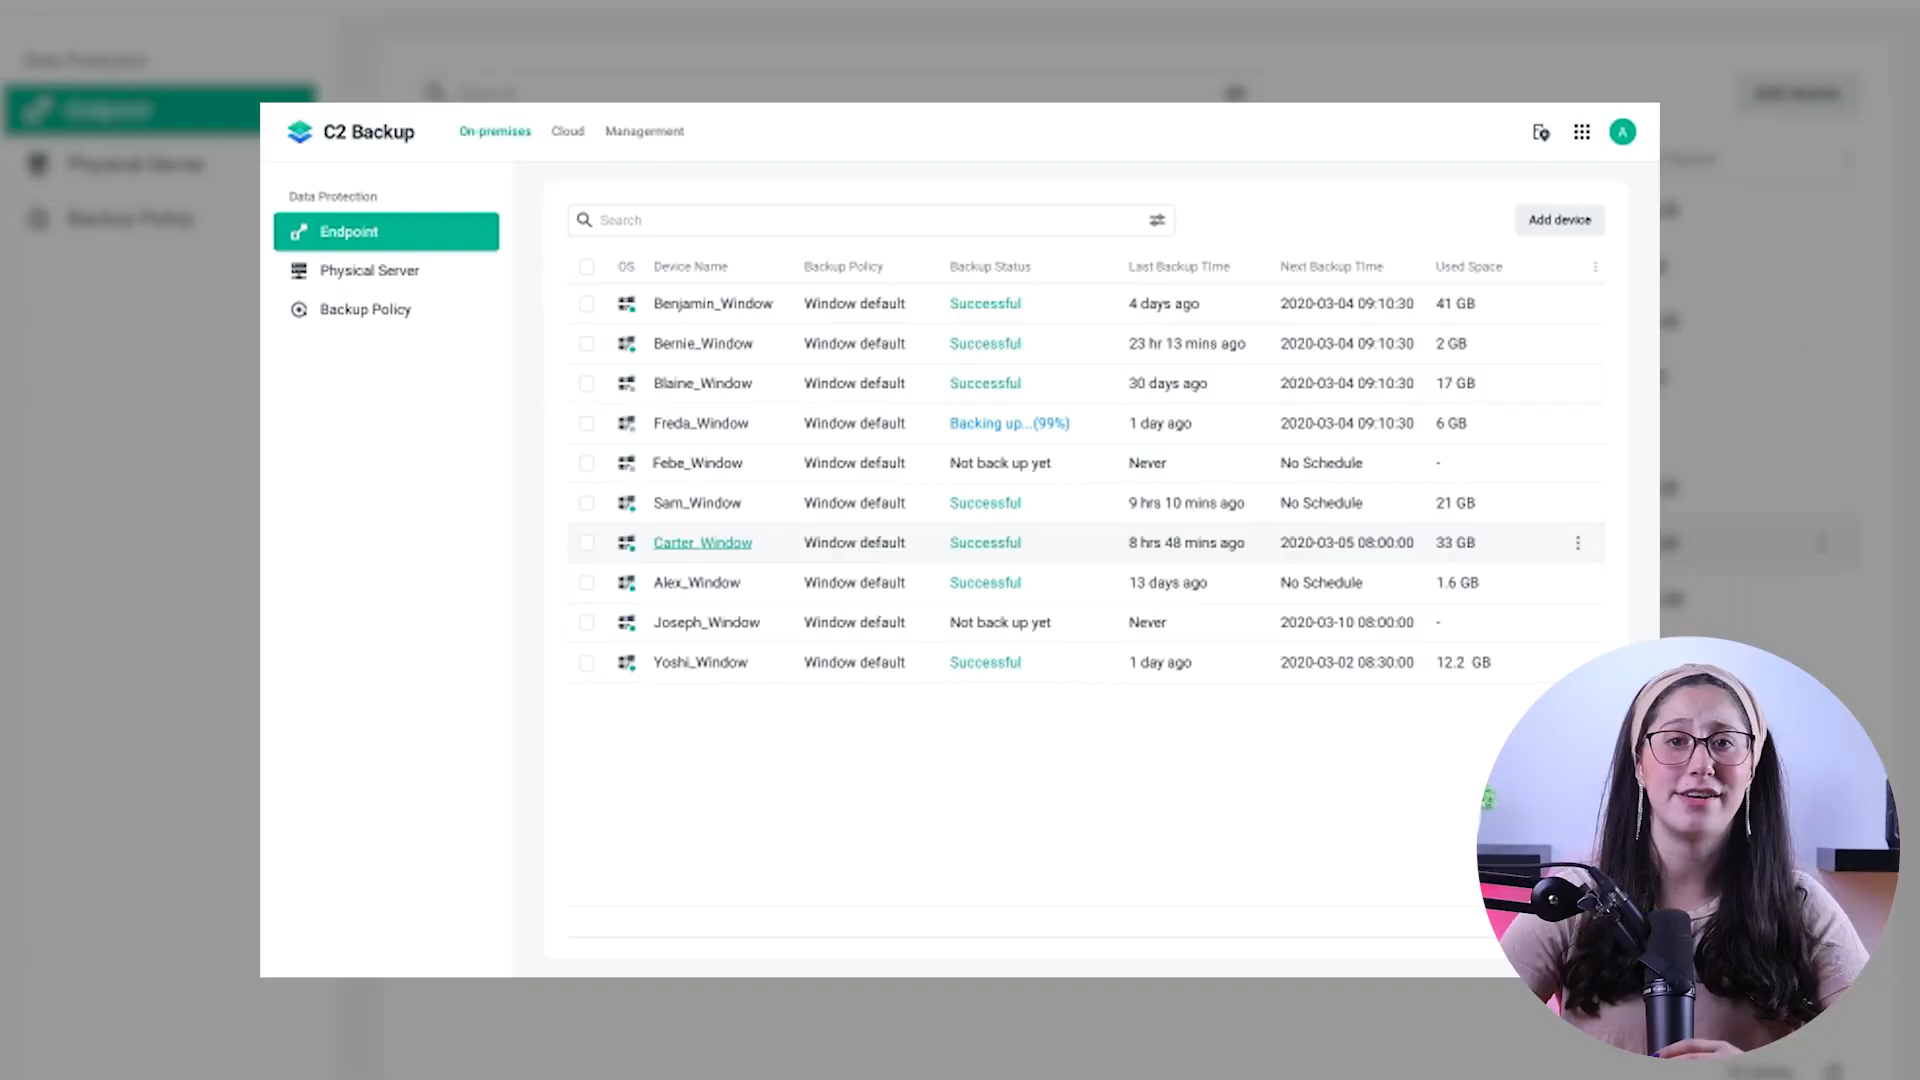 C2 Backup On-premises Cloud Managerment A
Data Protection
Endpoint
Physical Server
Backup Policy
Search Add device
OS Device Name Backup Policy Backup Status Last Backup Time Next Backup Time Used Space
Benjamin_Window Window default Successful 4 days ago 2020-03-04 09:10:30 41 GB
Bernie_Window Window default Successful 23 hr 13 mins ago 2020-03-04 09:10:30 2 GB
Blaine_Window Window default Successful 30 days ago 2020-03-04 09:10:30 17 GB
Freda_Window Window default Backing up...(99%) 1 day ago 2020-03-04 09:10:30 6 GB
Febe_Window Window default Not back up yet Never No Schedule -
Sam_Window Window default Successful 9 hrs 10 mins ago No Schedule 21 GB
Carter_Window Window default Successful 8 hrs 48 mins ago 2020-03-05 08:00:00 33 GB
Alex_Window Window default Successful 13 days ago No Schedule 1.6 GB
Joseph_Window Window default Not back up yet Never 2020-03-10 08:00:00 -
Yoshi_Window Window default Successful 1 day ago 2020-03-02 08:30:00 12.2 GB